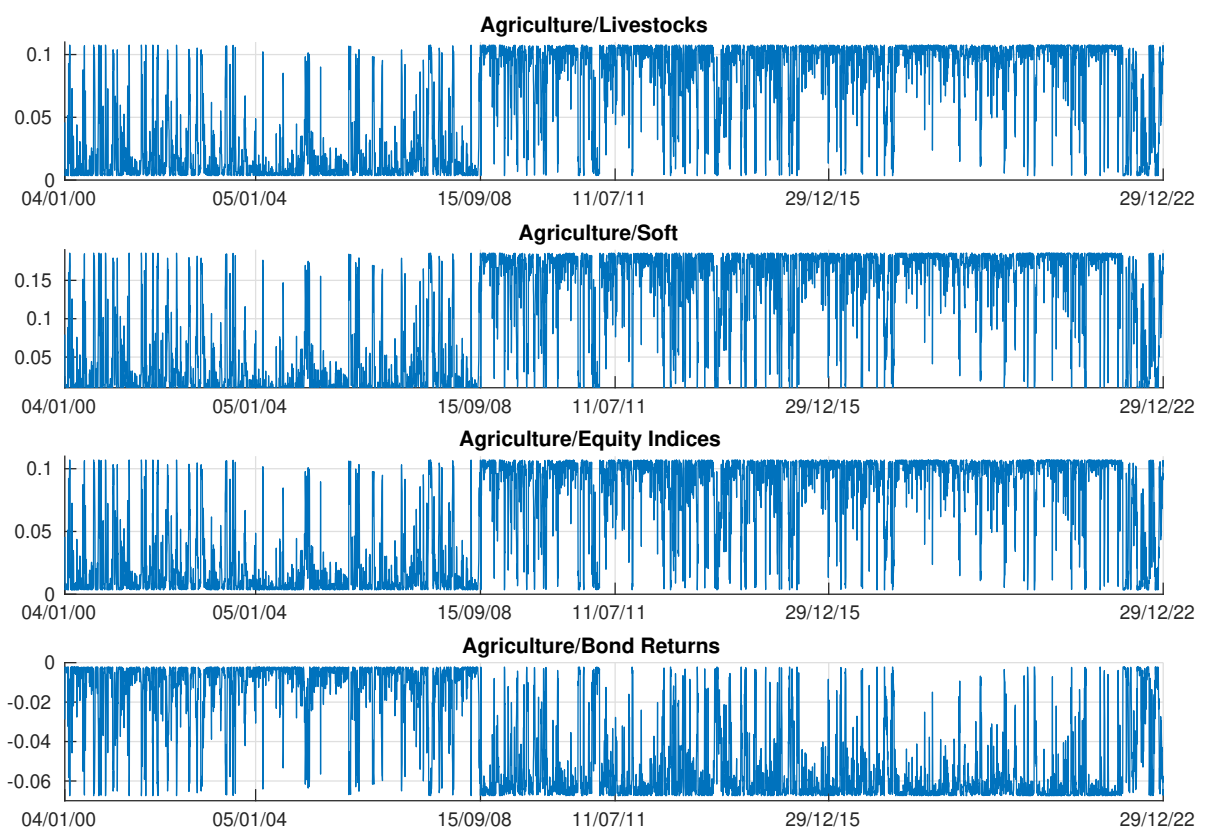 Agriculture/Livestocks
0.1
0.05
0
04/01/00 05/01/04 15/09/08 11/07/11 29/12/15 29/12/22
Agriculture/Soft
0.15
0.1
0.05
04/01/00 05/01/04 15/09/08 11/07/11 29/12/15 29/12/22
Agriculture/Equity Indices
0.1
0.05
0
04/01/00 05/01/04 15/09/08 11/07/11 29/12/15 29/12/22
Agriculture/Bond Returns
0
-0.02
-0.04
-0.06
04/01/00 05/01/04 15/09/08 11/07/11 29/12/15 29/12/22